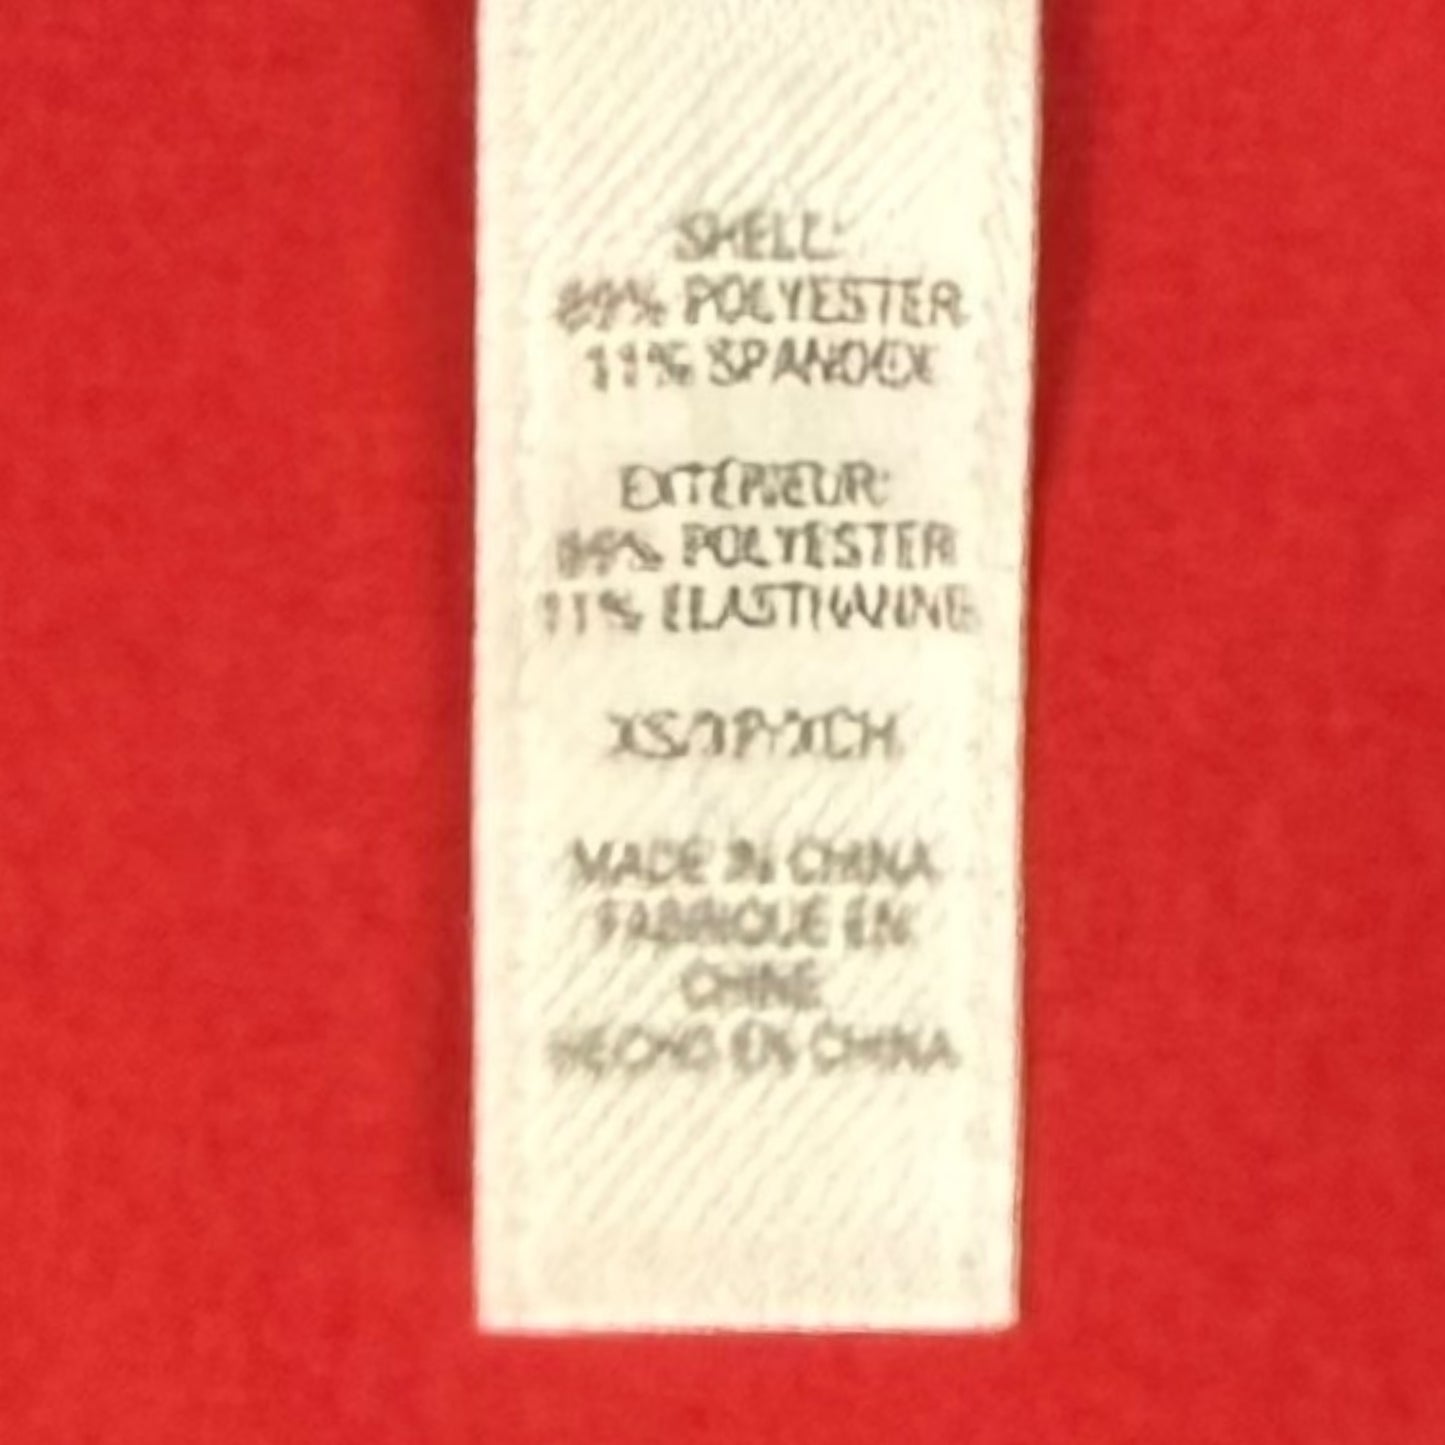 SHELL:
89% POLYESTER
11% SPANDEX
EXTÉRIEUR:
89% POLYESTER
11% ÉLASTHANNE
XS/TP/XCH
MADE IN CHINA
FABRIQUÉ EN
CHINE
HECHO EN CHINA